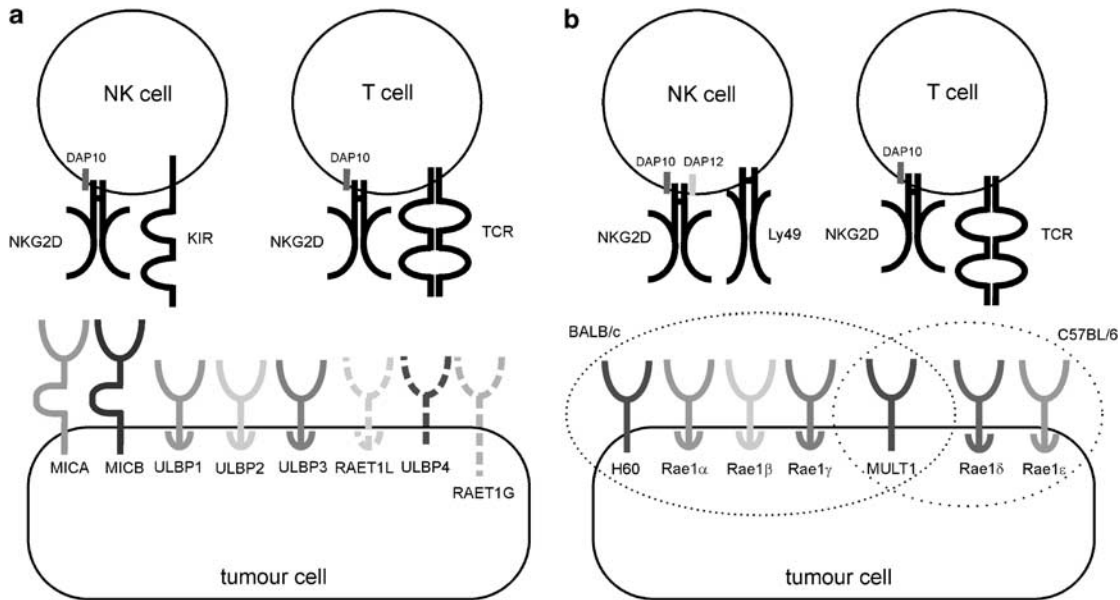 a
NK cell
T cell
DAP10
DAP10
NKG2D
KIR
NKG2D
TCR
MICA
MICB
ULBP1
ULBP2
ULBP3
RAET1L
ULBP4
RAET1G
tumour cell
b
NK cell
T cell
DAP10
DAP12
DAP10
NKG2D
Ly49
NKG2D
TCR
BALB/c
C57BL/6
H60
Rae1α
Rae1β
Rae1γ
MULT1
Rae1δ
Rae1ε
tumour cell